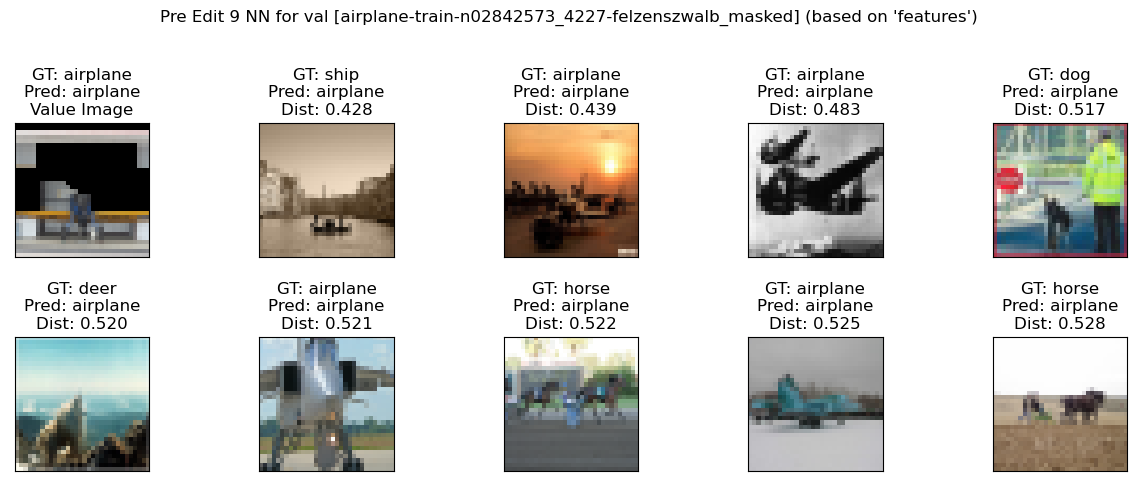 Pre Edit 9 NN for val [airplane-train-n02842573_4227-felzenszwalb_masked] (based on 'features')
GT: airplane
Pred: airplane
Value Image
GT: ship
Pred: airplane
Dist: 0.428
GT: airplane
Pred: airplane
Dist: 0.439
GT: airplane
Pred: airplane
Dist: 0.483
GT: dog
Pred: airplane
Dist: 0.517
GT: deer
Pred: airplane
Dist: 0.520
GT: airplane
Pred: airplane
Dist: 0.521
GT: horse
Pred: airplane
Dist: 0.522
GT: airplane
Pred: airplane
Dist: 0.525
GT: horse
Pred: airplane
Dist: 0.528